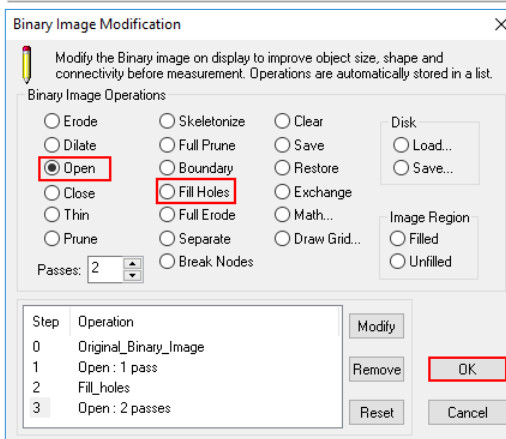 Binary Image Modification
Modify the Binary image on display to improve object size, shape and
connectivity before measurement. Operations are automatically stored in a list.
Binary Image Operations
Erode
Dilate
Open
Close
Thin
Prune
Passes: 2
Skeletonize
Full Prune
Boundary
Fill Holes
Full Erode
Separate
Break Nodes
Clear
Save
Restore
Exchange
Math...
Draw Grid...
Disk
Load...
Save...
Image Region
Filled
Unfilled
Step Operation
0 Original_Binary_Image
1 Open : 1 pass
2 Fill_holes
3 Open : 2 passes
Modify
Remove
Reset
OK
Cancel